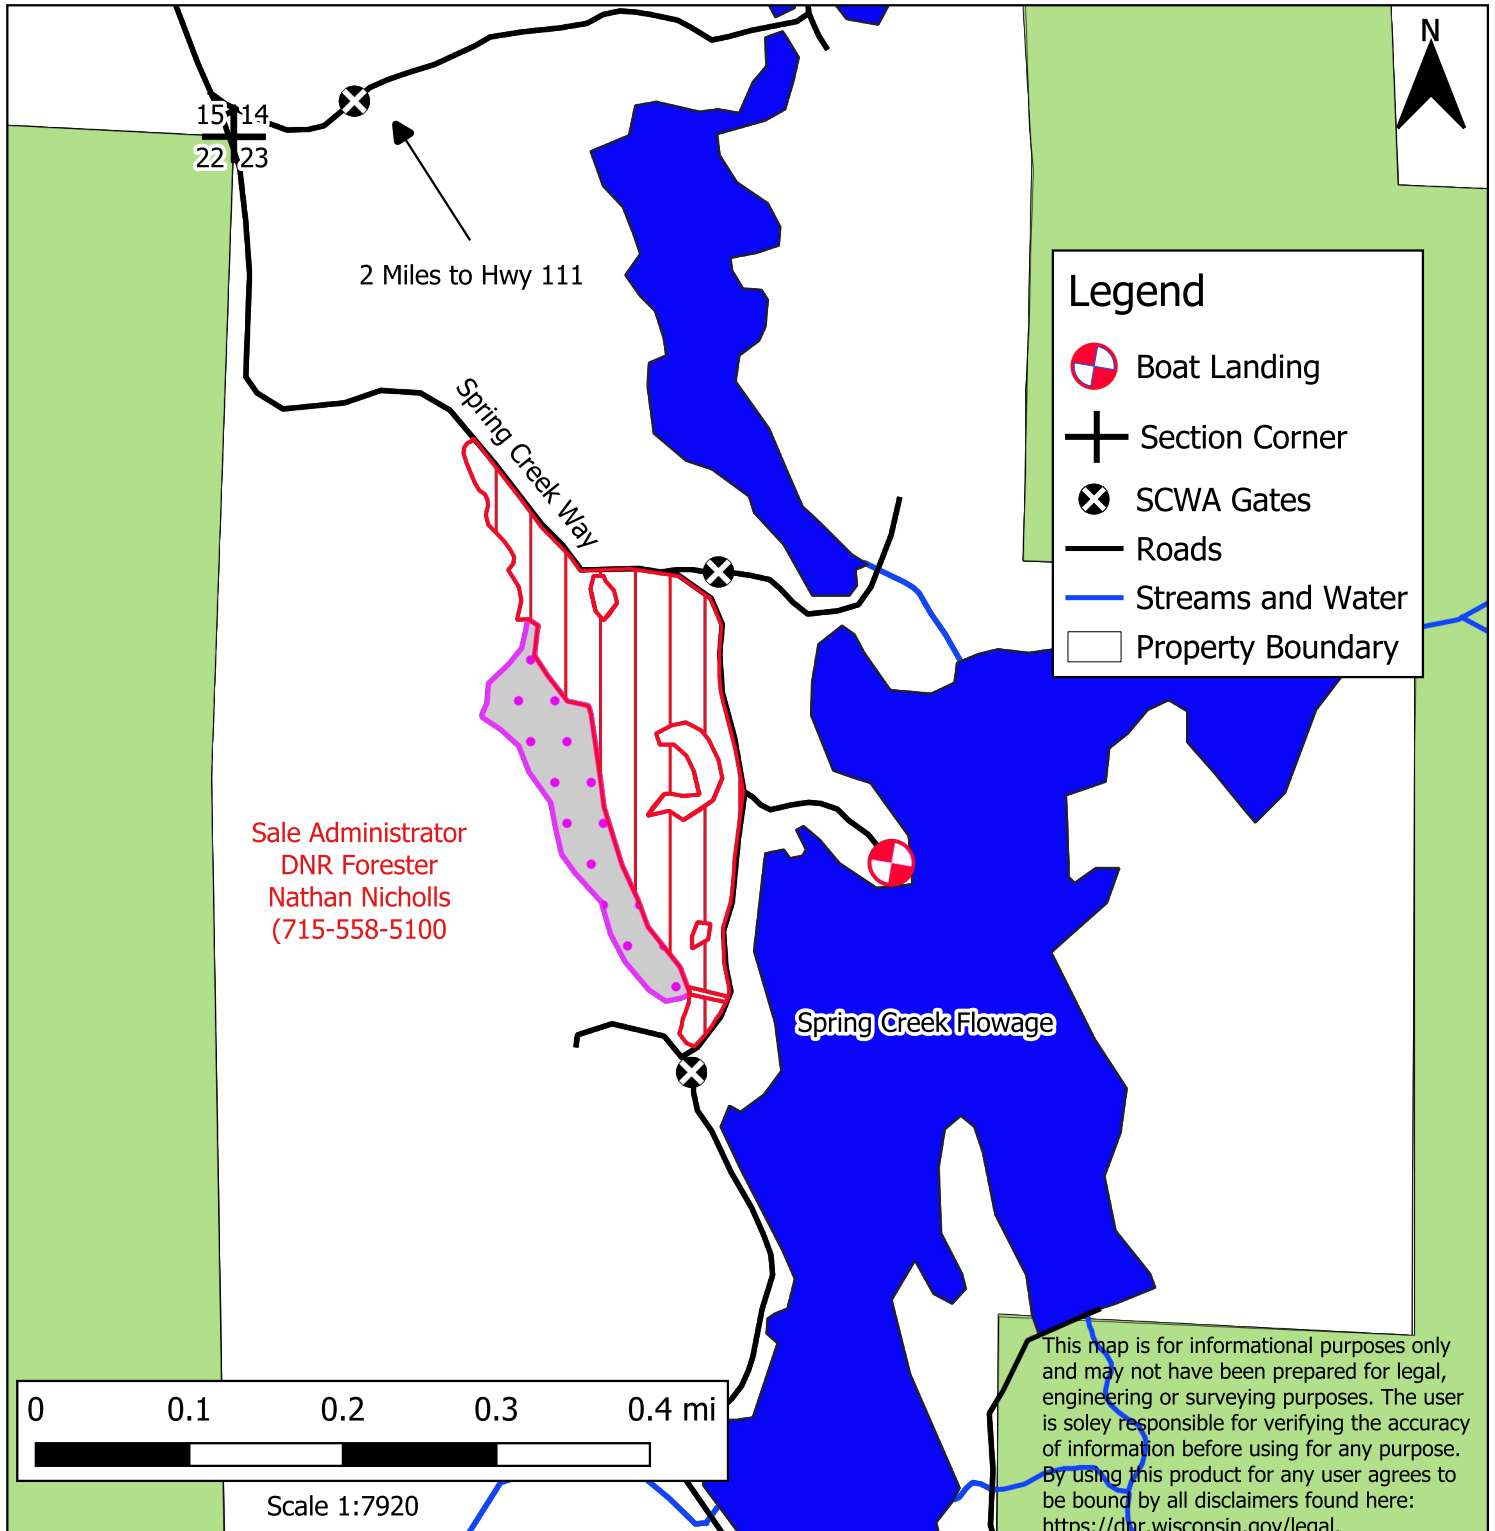 N
15 14
22 23
2 Miles to Hwy 111
Spring Creek Way
Legend
Boat Landing
Section Corner
SCWA Gates
Roads
Streams and Water
Property Boundary
Sale Administrator
DNR Forester
Nathan Nicholls
(715-558-5100
Spring Creek Flowage
0 0.1 0.2 0.3 0.4 mi
Scale 1:7920
This map is for informational purposes only
and may not have been prepared for legal,
engineering or surveying purposes. The user
is soley responsible for verifying the accuracy
of information before using for any purpose.
By using this product for any user agrees to
be bound by all disclaimers found here:
https://dnr.wisconsin.gov/legal.